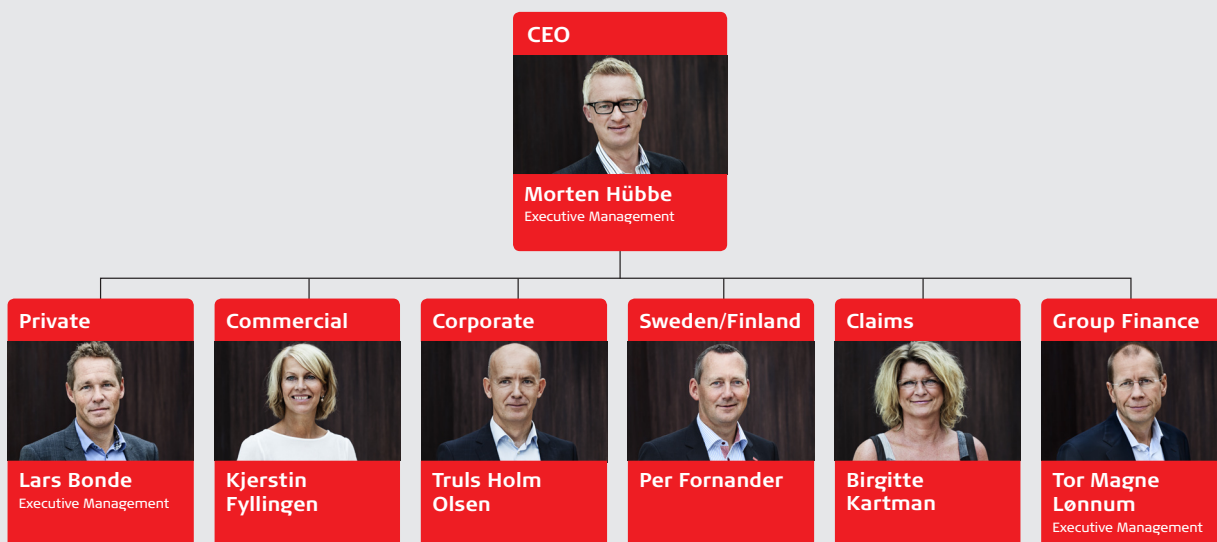 CEO
Morten Hübbe
Executive Management
Private
Lars Bonde
Executive Management
Commercial
Kjerstin
Fyllingen
Corporate
Truls Holm
Olsen
Sweden/Finland
Per Fornander
Claims
Birgitte
Kartman
Group Finance
Tor Magne
Lønnum
Executive Management